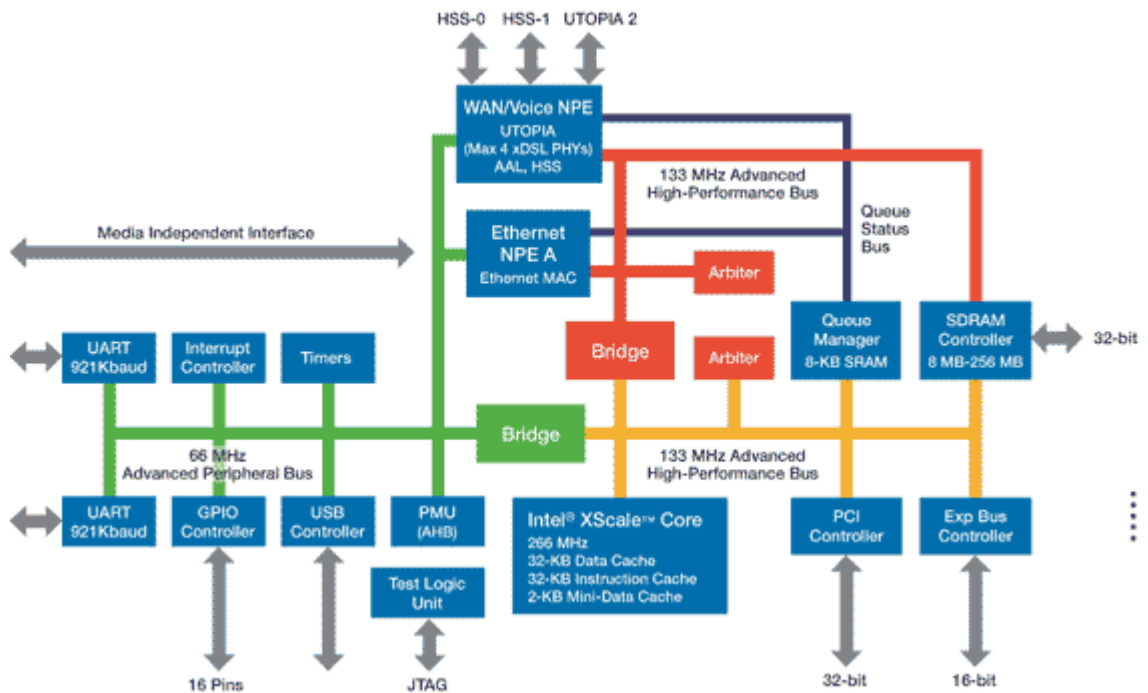 HSS-0 HSS-1 UTOPIA 2
WAN/Voice NPE
UTOPIA
(Max 4 xDSL PHYs)
AAL, HSS
133 MHz Advanced
High-Performance Bus
Queue
Status
Bus
Media Independent Interface
Ethernet
NPE A
Ethernet MAC
Arbiter
UART
921Kbaud
Interrupt
Controller
Timers
Bridge
Arbiter
Queue
Manager
8-KB SRAM
SDRAM
Controller
8 MB-256 MB
32-bit
Bridge
66 MHz
Advanced Peripheral Bus
133 MHz Advanced
High-Performance Bus
UART
921Kbaud
GPIO
Controller
USB
Controller
PMU
(AHB)
Intel® XScale™ Core
266 MHz
32-KB Data Cache
32-KB Instruction Cache
2-KB Mini-Data Cache
PCI
Controller
Exp Bus
Controller
Test Logic
Unit
16 Pins
JTAG
32-bit
16-bit